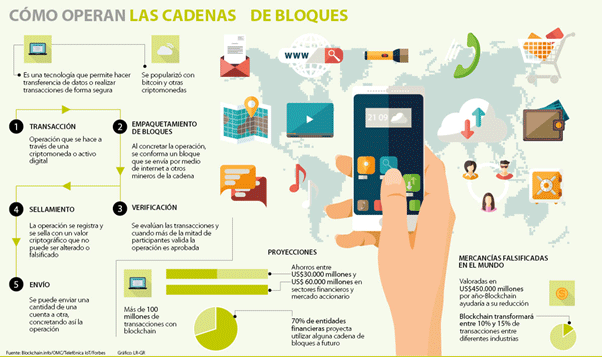 CÓMO OPERAN LAS CADENAS DE BLOQUES
Es una tecnología que permite hacer
transferencia de datos o realizar
transacciones de forma segura
Se popularizó con
bitcoin y otras
criptomonedas
1 TRANSACCIÓN
Operación que se hace a
través de una
criptomoneda o activo
digital
2 EMPAQUETAMIENTO
DE BLOQUES
Al concretar la operación,
se conforma un bloque
que se envía por medio
de internet a otros
mineros de la cadena
4 SELLAMIENTO
La operación se registra y
se sella con un valor
criptográfico que no
puede ser alterado o
falsificado
3 VERIFICACIÓN
Se evalúan las transacciones y
cuando más de la mitad de
participantes valida la
operación es aprobada
5 ENVÍO
Se puede enviar una
cantidad de una
cuenta a otra,
concretando así la
operación
WWW
21 09
PROYECCIONES
Más de 100
millones de
transacciones con
blockchain
Ahorros entre
US$30.000 millones y
US$ 60.000 millones en
sectores financieros y
mercado accionario
70% de entidades
financieras proyecta
utilizar alguna cadena
de bloques a futuro
MERCANCÍAS FALSIFICADAS
EN EL MUNDO
Valoradas en
US$450.000 millones
por año-Blockchain
ayudaría a su reducción
Blockchain transformará
entre 10% y 15% de
transacciones entre
diferentes industrias
Fuente: Blockchain.info/OMC/Telefónica IoT/Forbes Gráfico: LR-GR